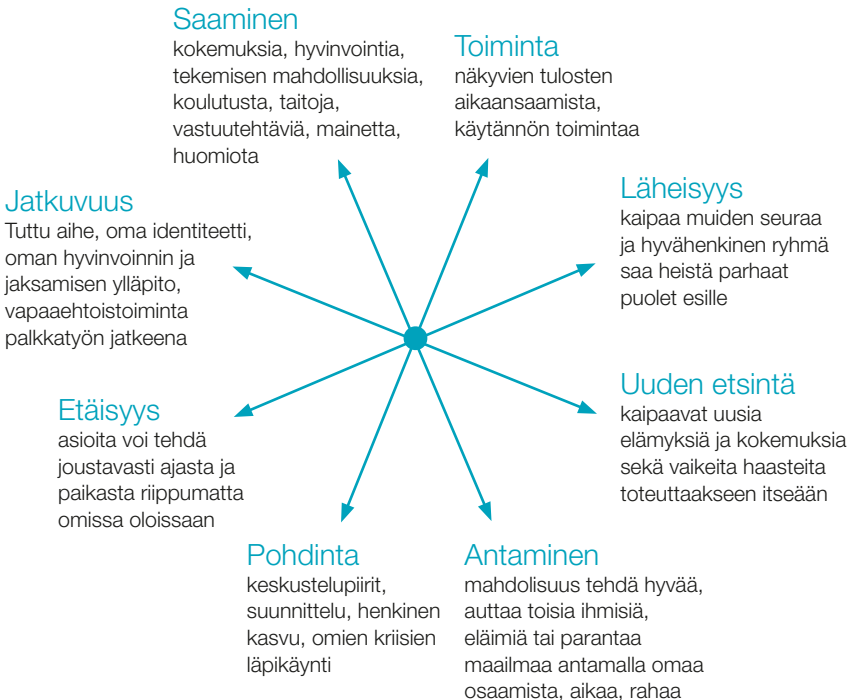 Saaminen
kokemuksia, hyvinvointia,
tekemisen mahdollisuuksia,
koulutusta, taitoja,
vastuutehtäviä, mainetta,
huomiota
Toiminta
näkyvien tulosten
aikaansaamista,
käytännön toimintaa
Läheisyys
kaipaa muiden seuraa
ja hyvähenkinen ryhmä
saa heistä parhaat
puolet esille
Jatkuvuus
Tuttu aihe, oma identiteetti,
oman hyvinvoinnin ja
jaksamisen ylläpito,
vapaaehtoistoiminta
palkkatyön jatkeena
Uuden etsintä
kaipaavat uusia
elämyksiä ja kokemuksia
sekä vaikeita haasteita
toteuttaakseen itseään
Etäisyys
asioita voi tehdä
joustavasti ajasta ja
paikasta riippumatta
omissa oloissaan
Pohdinta
keskustelupiirit,
suunnittelu, henkinen
kasvu, omien kriisien
läpikäynti
Antaminen
mahdolisuus tehdä hyvää,
auttaa toisia ihmisiä,
eläimiä tai parantaa
maailmaa antamalla omaa
osaamista, aikaa, rahaa